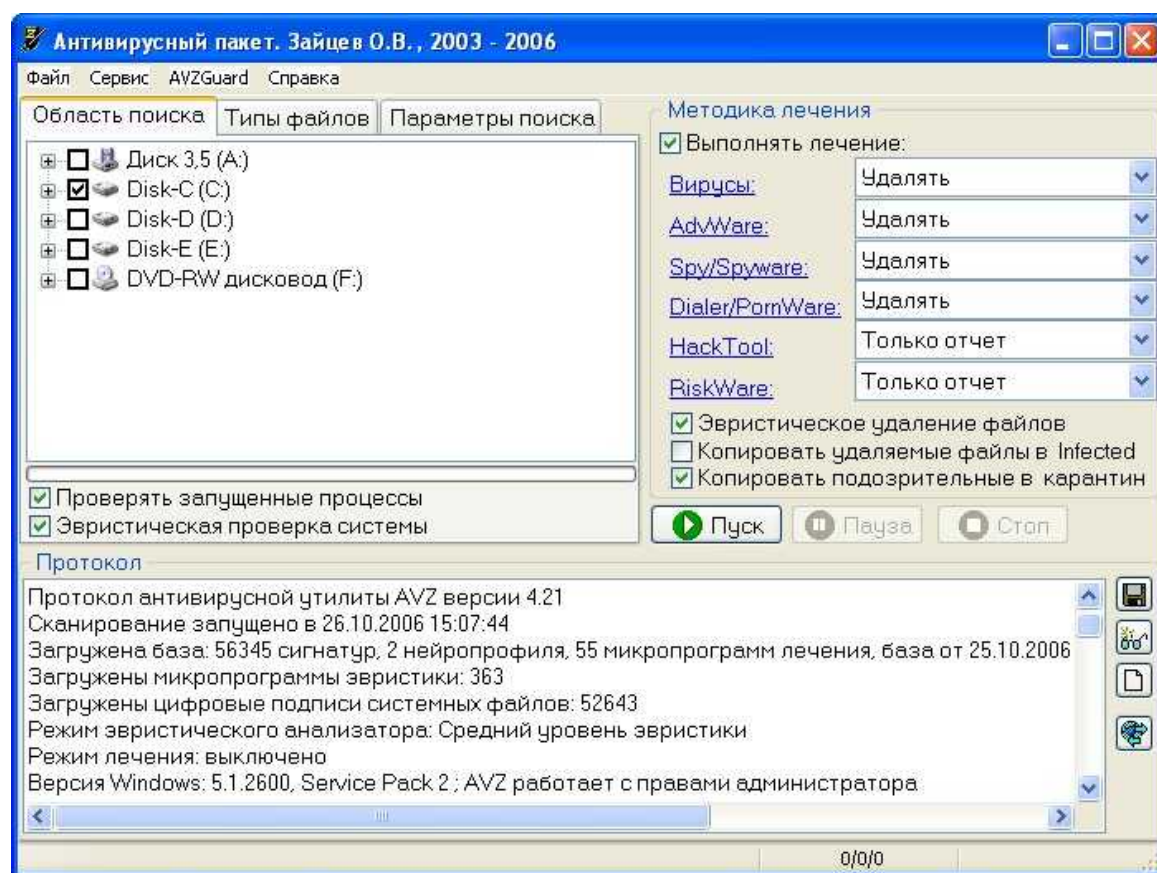 Антивирусный пакет. Зайцев О.В., 2003 - 2006
Файл Сервис AVZGuard Справка
Область поиска Типы файлов Параметры поиска
Диск 3,5 (A:)
Disk-C (C:)
Disk-D (D:)
Disk-E (E:)
DVD-RW дисковод (F:)
Проверять запущенные процессы
Эвристическая проверка системы
Методика лечения
Выполнять лечение:
Вирусы: Удалять
AdvWare: Удалять
Spy/Spyware: Удалять
Dialer/PornWare: Удалять
HackTool: Только отчет
RiskWare: Только отчет
Эвристическое удаление файлов
Копировать удаляемые файлы в Infected
Копировать подозрительные в карантин
Пуск Пауза Стоп
Протокол
Протокол антивирусной утилиты AVZ версии 4.21
Сканирование запущено в 26.10.2006 15:07:44
Загружена база: 56345 сигнатур, 2 нейропрофиля, 55 микропрограмм лечения, база от 25.10.2006
Загружены микропрограммы эвристики: 363
Загружены цифровые подписи системных файлов: 52643
Режим эвристического анализатора: Средний уровень эвристики
Режим лечения: выключено
Версия Windows: 5.1.2600, Service Pack 2 ; AVZ работает с правами администратора
0/0/0